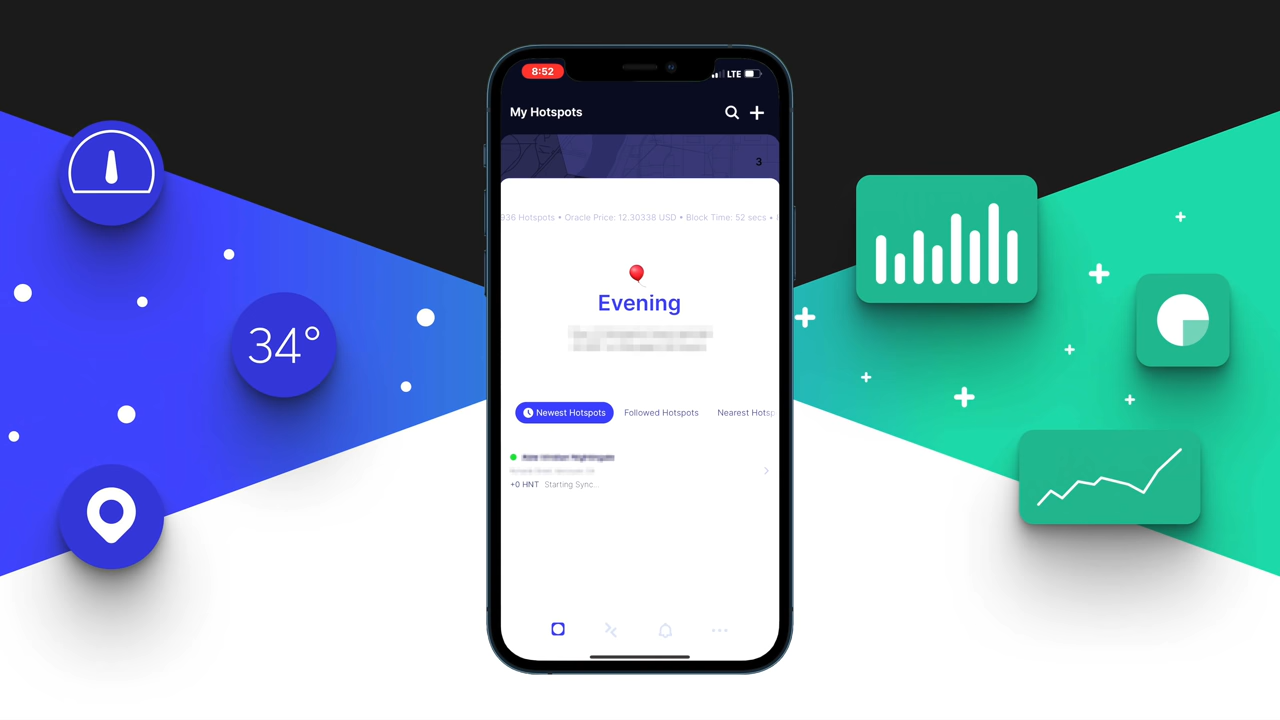 8:52
LTE
My Hotspots
3
936 Hotspots • Oracle Price: 12.30338 USD • Block Time: 52 secs •
Evening
34°
Newest Hotspots
Followed Hotspots
Nearest Hotsp
+0 HNT Starting Sync...